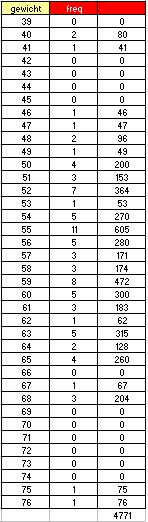 gewicht freq
39 0 0
40 2 80
41 1 41
42 0 0
43 0 0
44 0 0
45 0 0
46 1 46
47 1 47
48 2 96
49 1 49
50 4 200
51 3 153
52 7 364
53 1 53
54 5 270
55 11 605
56 5 280
57 3 171
58 3 174
59 8 472
60 5 300
61 3 183
62 1 62
63 5 315
64 2 128
65 4 260
66 0 0
67 1 67
68 3 204
69 0 0
70 0 0
71 0 0
72 0 0
73 0 0
74 0 0
75 1 75
76 1 76
4771